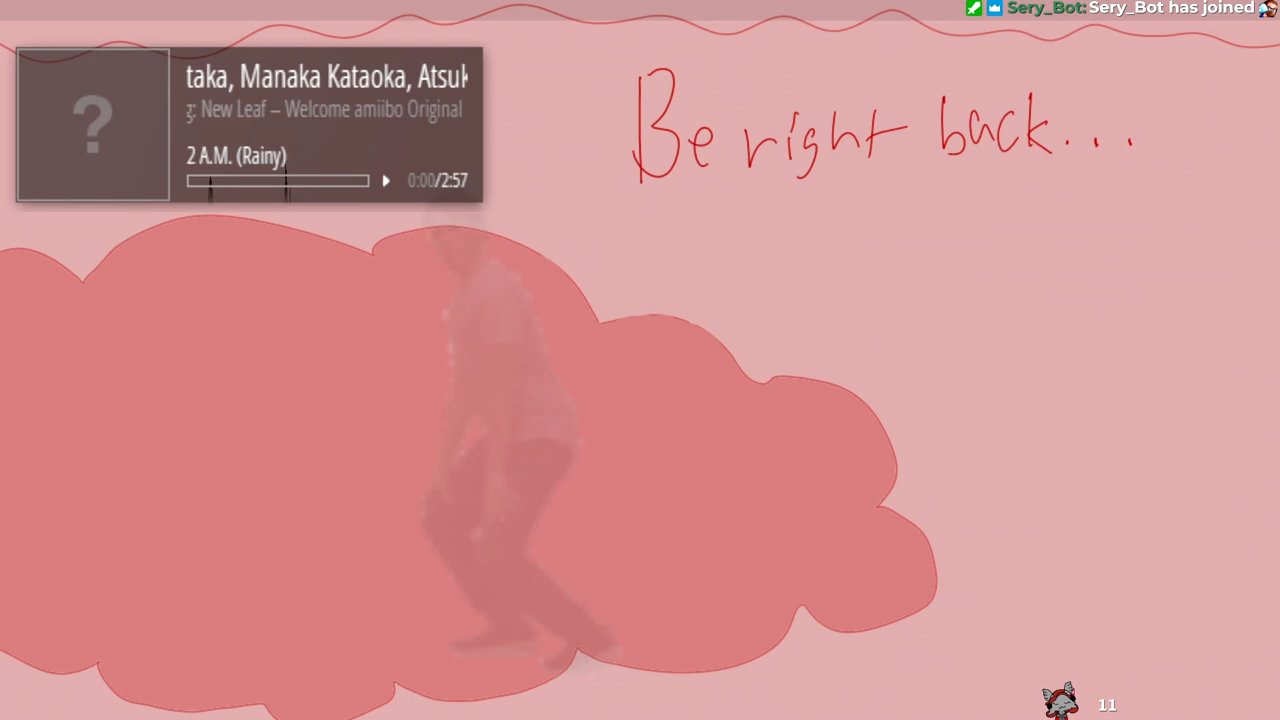 Sery_Bot: Sery_Bot has joined
taka, Manaka Kataoka, Atsuk
g: New Leaf – Welcome amiibo Original
2 A.M. (Rainy)
0:00/2:57
?
Be right back...
11